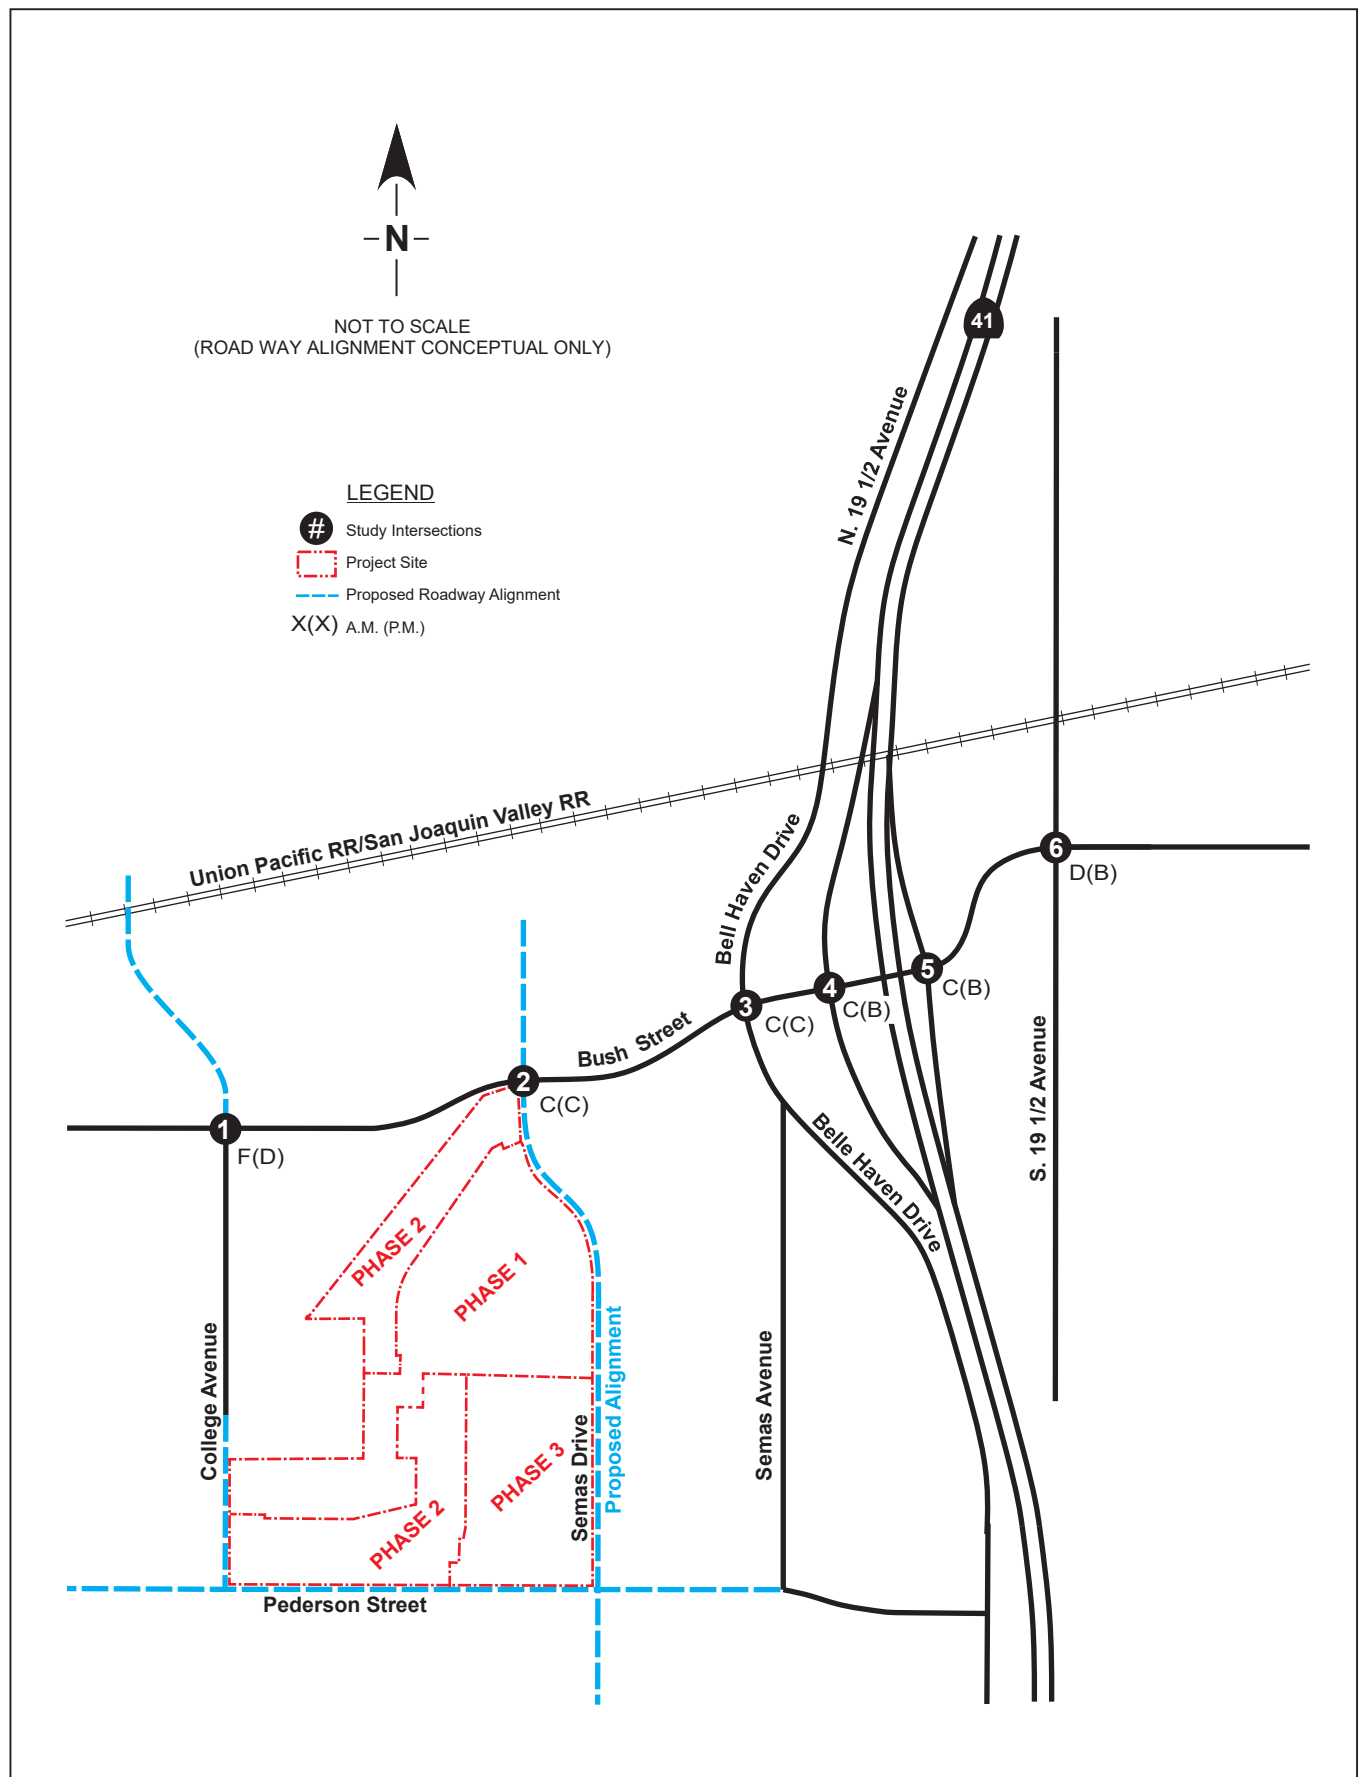 N
NOT TO SCALE
(ROAD WAY ALIGNMENT CONCEPTUAL ONLY)
41
N. 19 1/2 Avenue
LEGEND
# Study Intersections
Project Site
Proposed Roadway Alignment
X(X) A.M. (P.M.)
Union Pacific RR/San Joaquin Valley RR
Bell Haven Drive
6
D(B)
5
C(B)
4
C(B)
3
C(C)
Bush Street
2
C(C)
1
F(D)
S. 19 1/2 Avenue
Belle Haven Drive
PHASE 2
PHASE 1
College Avenue
Semas Drive
Proposed Alignment
Semas Avenue
PHASE 3
PHASE 2
Pederson Street